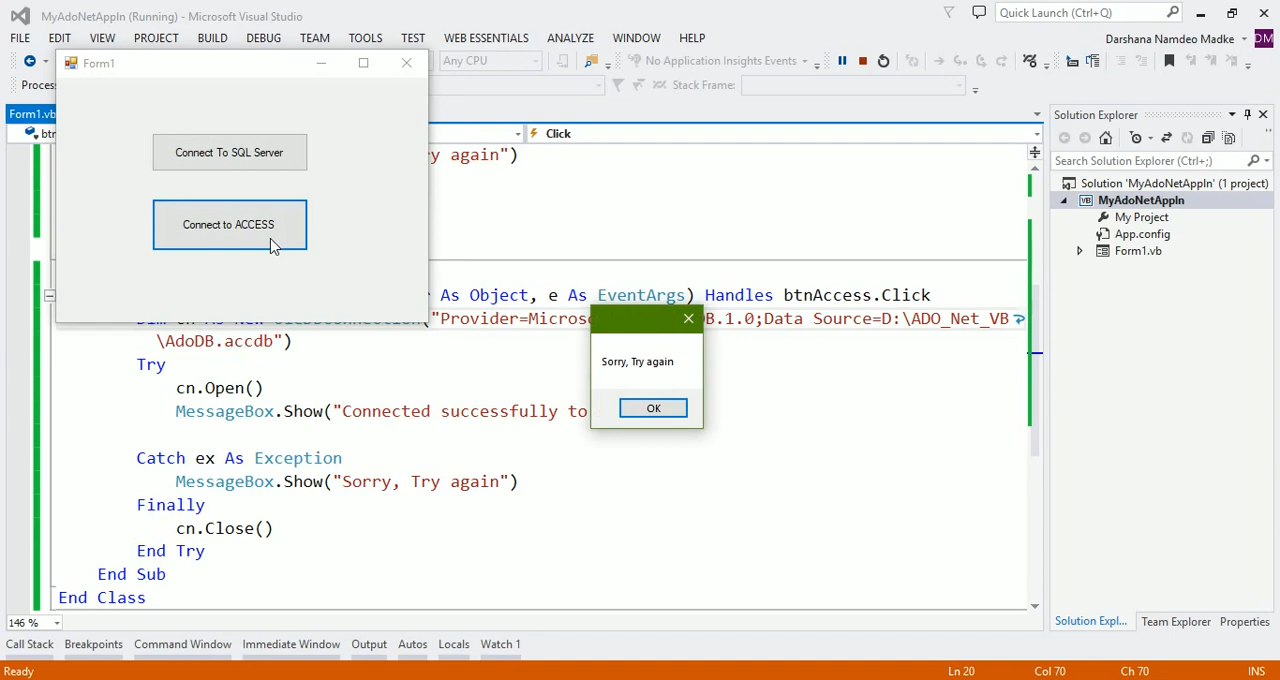 MyAdoNetAppln (Running) - Microsoft Visual Studio
Quick Launch (Ctrl+Q)
FILE EDIT VIEW PROJECT BUILD DEBUG TEAM TOOLS TEST WEB ESSENTIALS ANALYZE WINDOW HELP
Darshana Namdeo Madke DM
Form1
Any CPU
No Application Insights Events
Proces
Stack Frame:
Form1.vb
Solution Explorer
btn
Click
Connect To SQL Server
y again")
Search Solution Explorer (Ctrl+;)
Solution 'MyAdoNetAppln' (1 project)
VB MyAdoNetAppln
My Project
Connect to ACCESS
App.config
Form1.vb
As Object, e As EventArgs) Handles btnAccess.Click
"Provider=Micros DB.1.0;Data Source=D:\ADO_Net_VB
\AdoDB.accdb")
Try
Sorry, Try again
cn.Open()
MessageBox.Show("Connected successfully to
OK
Catch ex As Exception
MessageBox.Show("Sorry, Try again")
Finally
cn.Close()
End Try
End Sub
End Class
146 %
Solution Expl... Team Explorer Properties
Call Stack Breakpoints Command Window Immediate Window Output Autos Locals Watch 1
Ready Ln 20 Col 70 Ch 70 INS